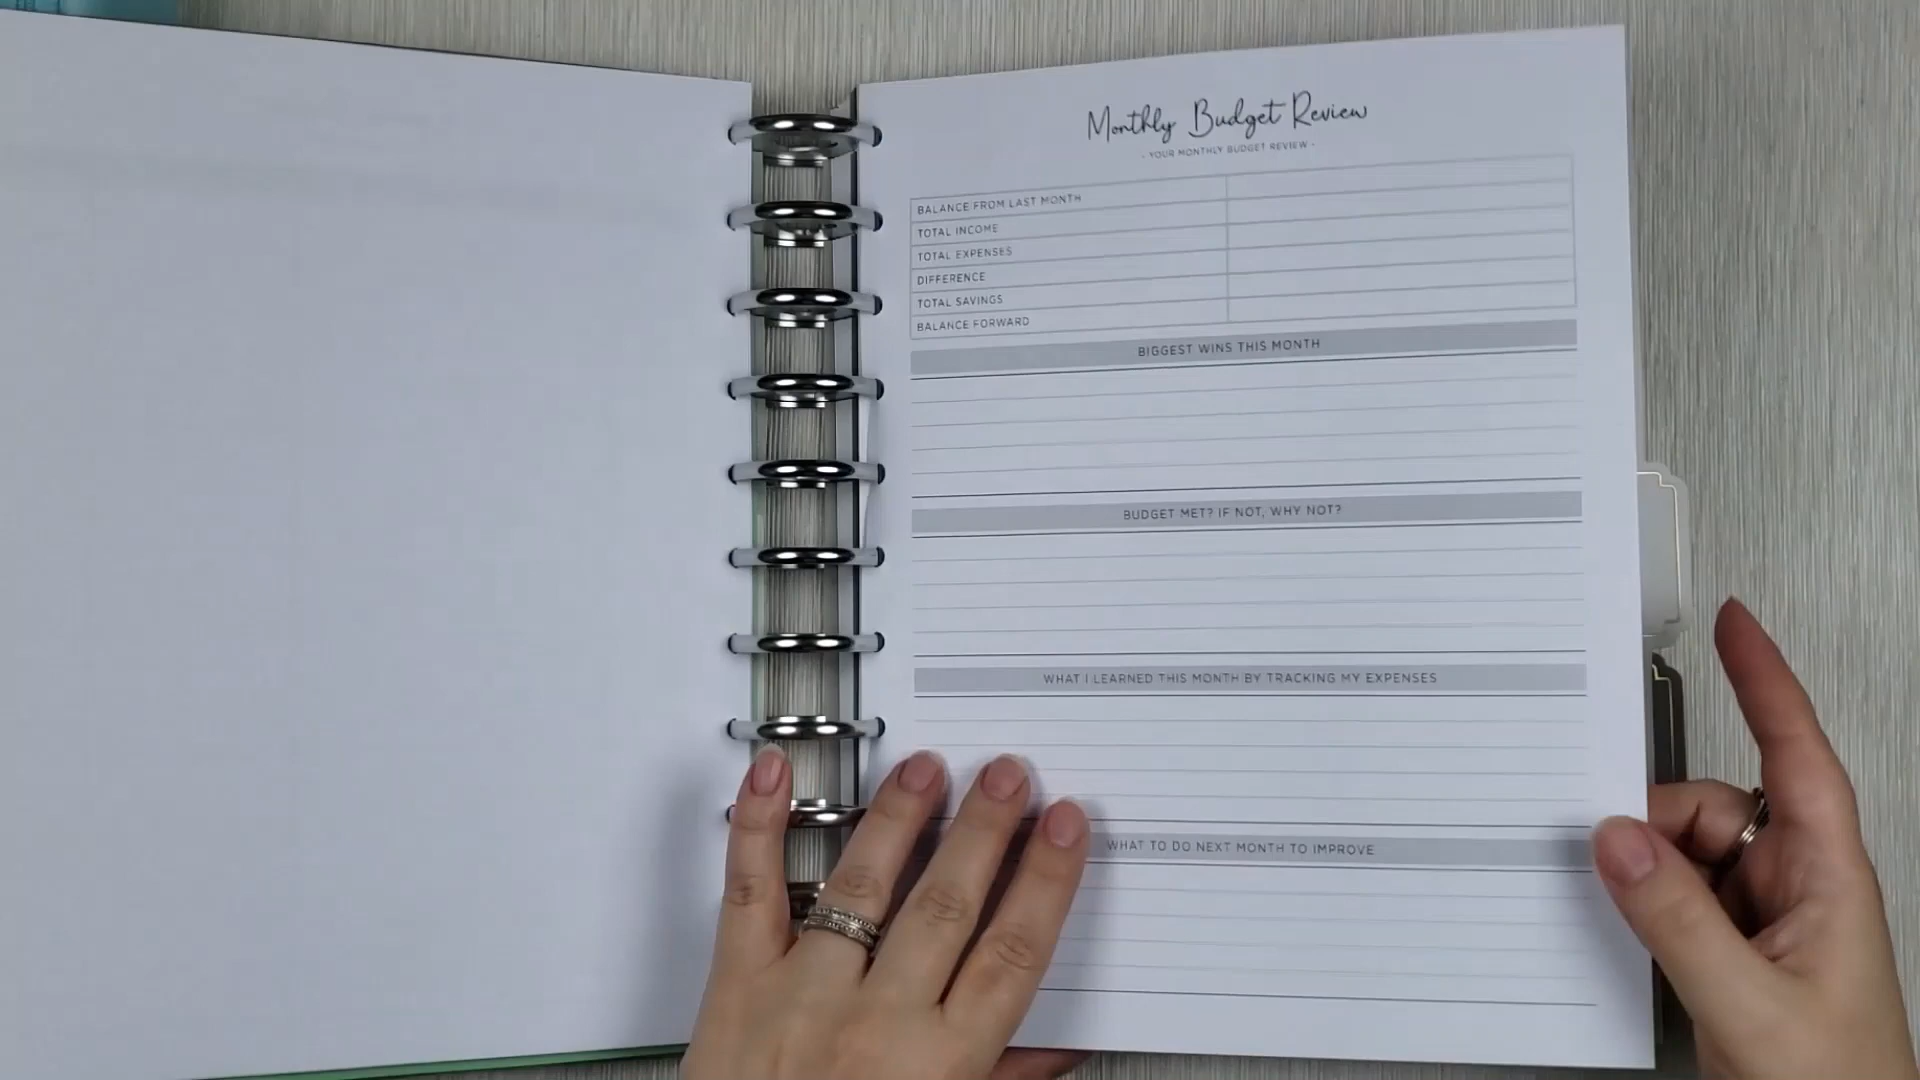 Monthly Budget Review
- YOUR MONTHLY BUDGET REVIEW -
BALANCE FROM LAST MONTH
TOTAL INCOME
TOTAL EXPENSES
DIFFERENCE
TOTAL SAVINGS
BALANCE FORWARD
BIGGEST WINS THIS MONTH
BUDGET MET? IF NOT, WHY NOT?
WHAT I LEARNED THIS MONTH BY TRACKING MY EXPENSES
WHAT TO DO NEXT MONTH TO IMPROVE